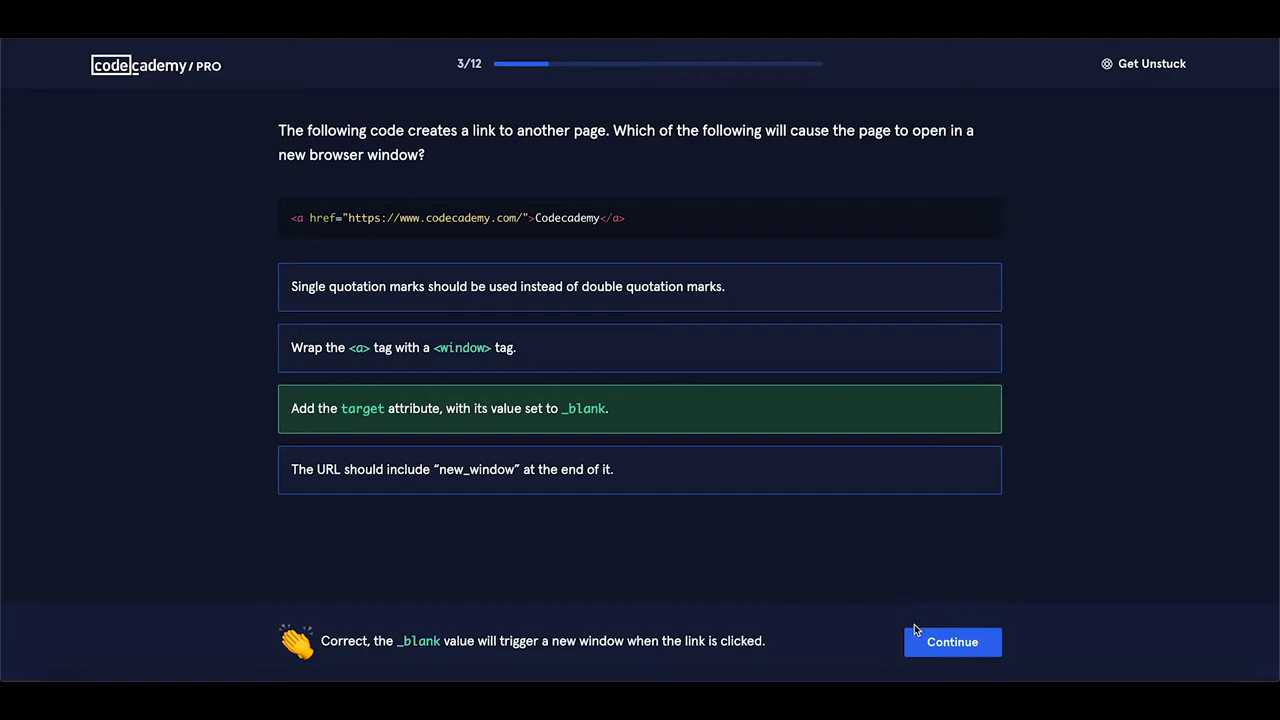 codecademy / PRO
3/12
Get Unstuck
The following code creates a link to another page. Which of the following will cause the page to open in a
new browser window?
<a href="https://www.codecademy.com/">Codecademy</a>
Single quotation marks should be used instead of double quotation marks.
Wrap the <a> tag with a <window> tag.
Add the target attribute, with its value set to _blank.
The URL should include “new_window” at the end of it.
Correct, the _blank value will trigger a new window when the link is clicked.
Continue